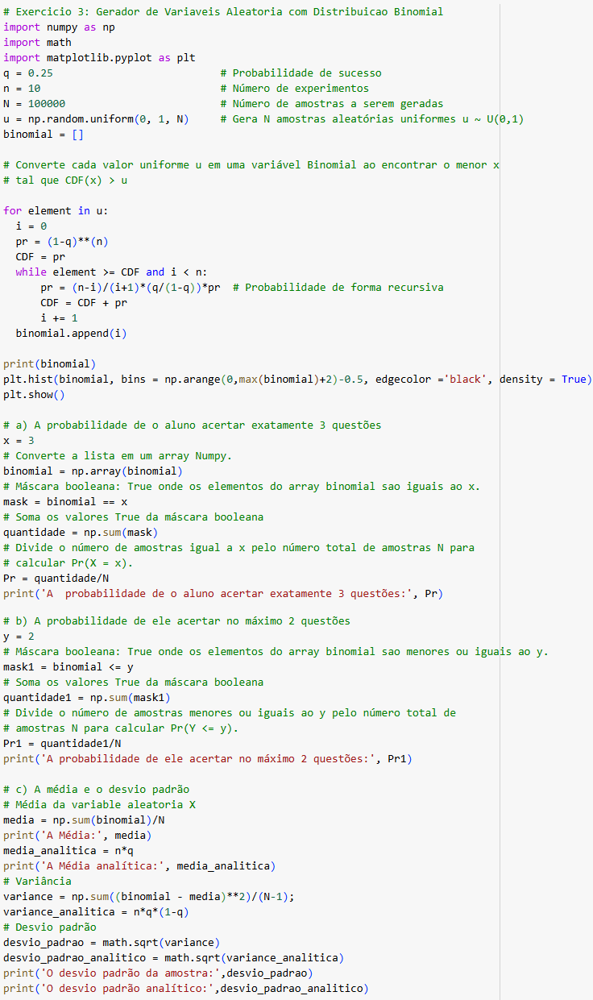 # Exercicio 3: Gerador de Variaveis Aleatoria com Distribuicao Binomial
import numpy as np
import math
import matplotlib.pyplot as plt
q = 0.25                           # Probabilidade de sucesso
n = 10                             # Número de experimentos
N = 100000                         # Número de amostras a serem geradas
u = np.random.uniform(0, 1, N)     # Gera N amostras aleatórias uniformes u ~ U(0,1)
binomial = []

# Converte cada valor uniforme u em uma variável Binomial ao encontrar o menor x
# tal que CDF(x) > u

for element in u:
  i = 0
  pr = (1-q)**(n)
  CDF = pr
  while element >= CDF and i < n:
      pr = (n-i)/(i+1)*(q/(1-q))*pr  # Probabilidade de forma recursiva
      CDF = CDF + pr
      i += 1
  binomial.append(i)

print(binomial)
plt.hist(binomial, bins = np.arange(0,max(binomial)+2)-0.5, edgecolor ='black', density = True)
plt.show()

# a) A probabilidade de o aluno acertar exatamente 3 questões
x = 3
# Converte a lista em um array Numpy.
binomial = np.array(binomial)
# Máscara booleana: True onde os elementos do array binomial sao iguais ao x.
mask = binomial == x
# Soma os valores True da máscara booleana
quantidade = np.sum(mask)
# Divide o número de amostras igual a x pelo número total de amostras N para
# calcular Pr(X = x).
Pr = quantidade/N
print('A  probabilidade de o aluno acertar exatamente 3 questões:', Pr)

# b) A probabilidade de ele acertar no máximo 2 questões
y = 2
# Máscara booleana: True onde os elementos do array binomial sao menores ou iguais ao y.
mask1 = binomial <= y
# Soma os valores True da máscara booleana
quantidade1 = np.sum(mask1)
# Divide o número de amostras menores ou iguais ao y pelo número total de
# amostras N para calcular Pr(Y <= y).
Pr1 = quantidade1/N
print('A probabilidade de ele acertar no máximo 2 questões:', Pr1)

# c) A média e o desvio padrão
# Média da variable aleatoria X
media = np.sum(binomial)/N
print('A Média:', media)
media_analitica = n*q
print('A Média analítica:', media_analitica)
# Variância
variance = np.sum((binomial - media)**2)/(N-1);
variance_analitica = n*q*(1-q)
# Desvio padrão
desvio_padrao = math.sqrt(variance)
desvio_padrao_analitico = math.sqrt(variance_analitica)
print('O desvio padrão da amostra:',desvio_padrao)
print('O desvio padrão analítico:',desvio_padrao_analitico)